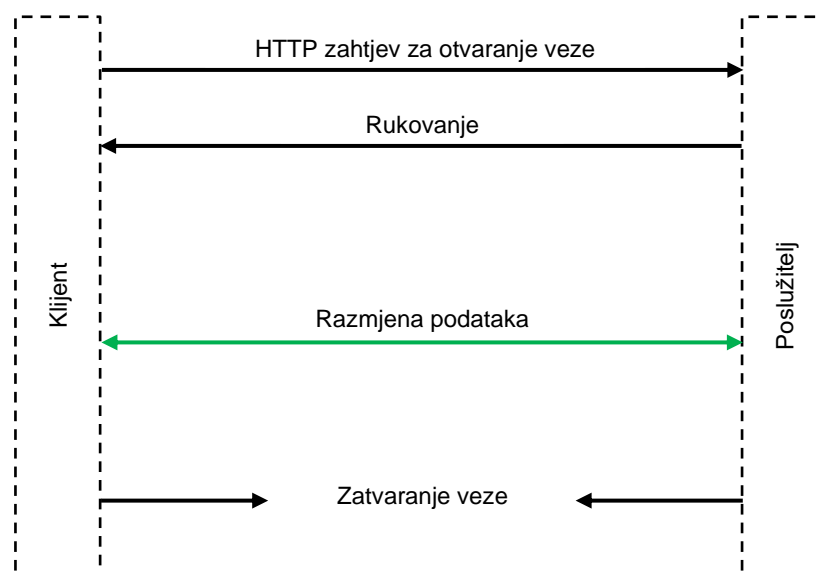 HTTP zahtjev za otvaranje veze
Rukovanje
Klijent
Poslužitelj
Razmjena podataka
Zatvaranje veze